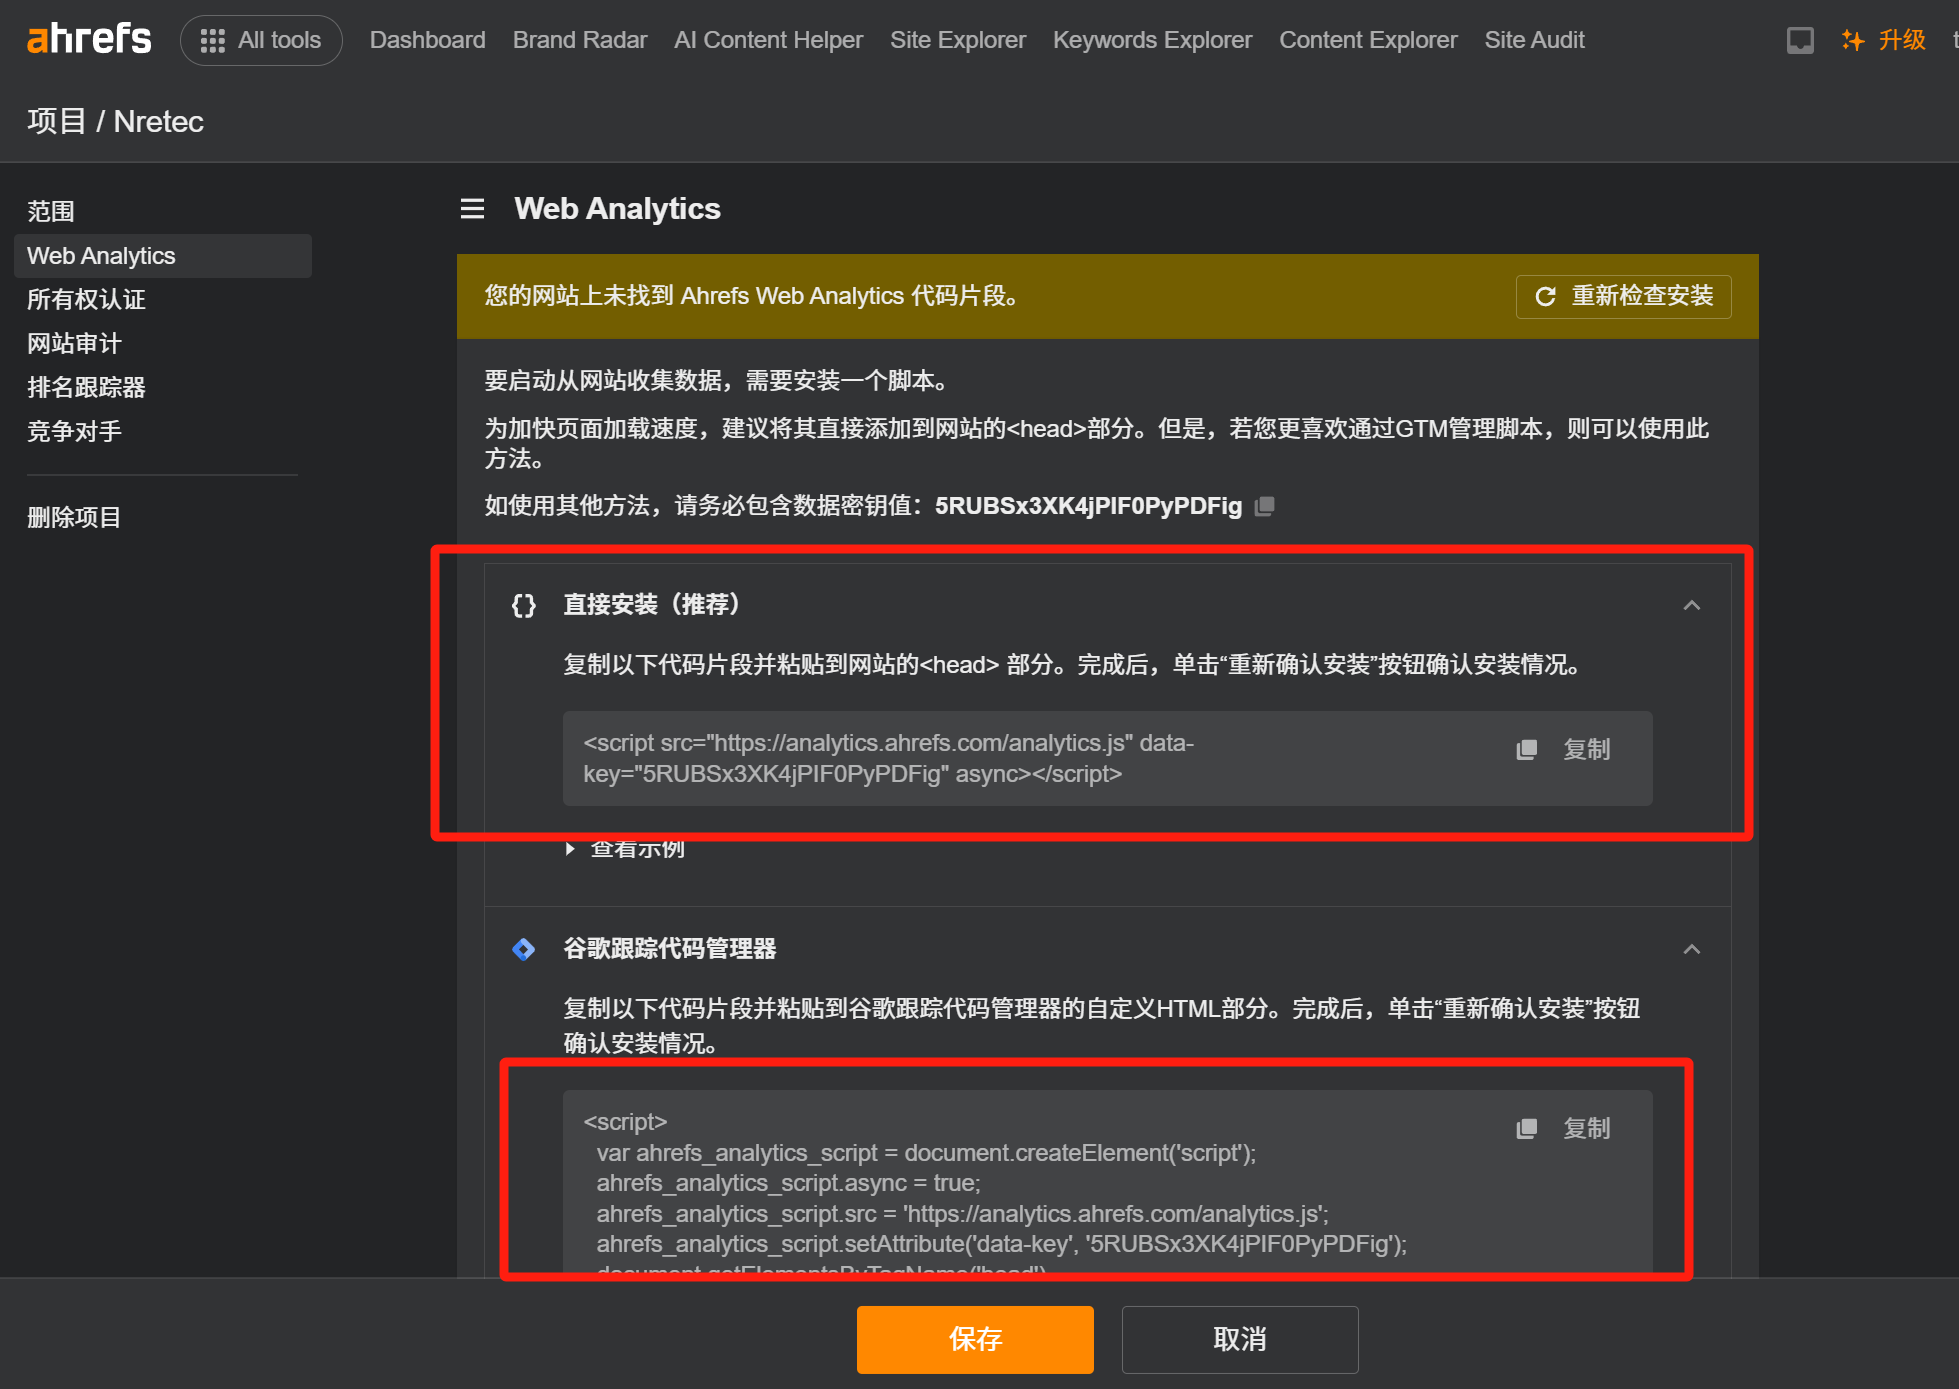 ahrefs
All tools
Dashboard
Brand Radar
AI Content Helper
Site Explorer
Keywords Explorer
Content Explorer
Site Audit
升级
项目 / Nretec
范围
Web Analytics
所有权认证
网站审计
排名跟踪器
竞争对手
删除项目
Web Analytics
您的网站上未找到 Ahrefs Web Analytics 代码片段。
重新检查安装
要启动从网站收集数据，需要安装一个脚本。
为加快页面加载速度，建议将其直接添加到网站的<head>部分。但是，若您更喜欢通过GTM管理脚本，则可以使用此
方法。
如使用其他方法，请务必包含数据密钥值：5RUBSx3XK4jPIF0PyPDFig
{} 直接安装（推荐）
复制以下代码片段并粘贴到网站的<head> 部分。完成后，单击“重新确认安装”按钮确认安装情况。
<script src="https://analytics.ahrefs.com/analytics.js" data-
key="5RUBSx3XK4jPIF0PyPDFig" async></script>
复制
查看示例
谷歌跟踪代码管理器
复制以下代码片段并粘贴到谷歌跟踪代码管理器的自定义HTML部分。完成后，单击“重新确认安装”按钮
确认安装情况。
<script>
var ahrefs_analytics_script = document.createElement('script');
ahrefs_analytics_script.async = true;
ahrefs_analytics_script.src = 'https://analytics.ahrefs.com/analytics.js';
ahrefs_analytics_script.setAttribute('data-key', '5RUBSx3XK4jPIF0PyPDFig');
document.getElementsByTagName('head')
复制
保存
取消